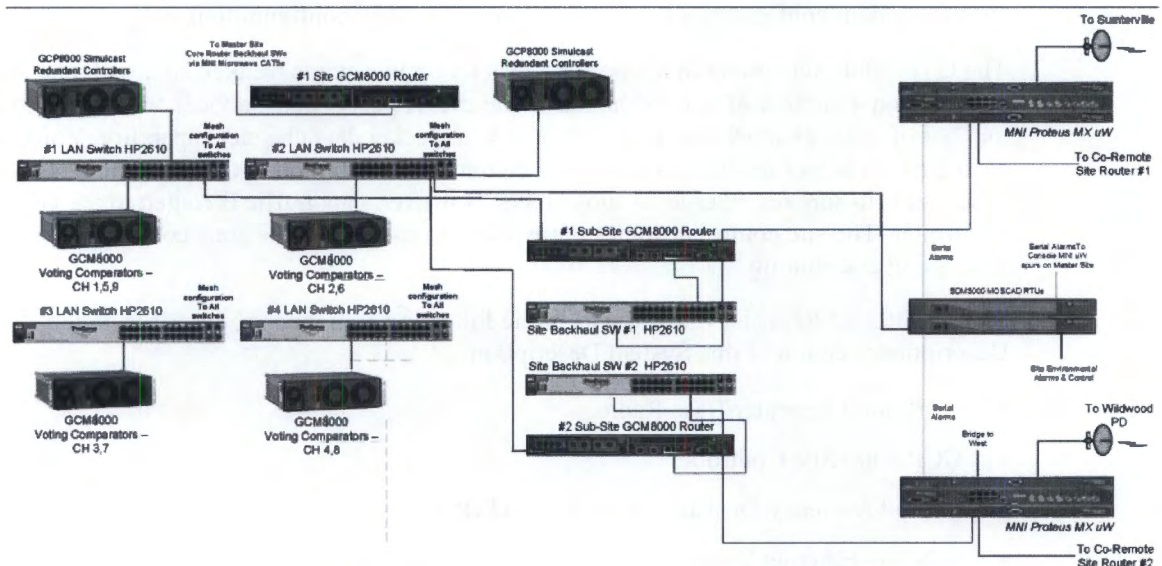 To Sumterville
GCP8000 Simulcast
Redundant Controllers
To Master Site
Core Router Backhaul SWs
via MNI Microwave CAT5e
#1 Site GCM8000 Router
GCP8000 Simulcast
Redundant Controllers
MNI Proteus MX uW
Mesh
configuration
To All
switches
#1 LAN Switch HP2610
#2 LAN Switch HP2610
Mesh
configuration
To All
switches
To Co-Remote
Site Router #1
#1 Sub-Site GCM8000 Router
GCM8000
Voting Comparators –
CH 1,5,9
GCM8000
Voting Comparators –
CH 2,6
Serial
Alarms
Serial Alarms To
Console MNI uW
spurs on Master Site
SDM3000 MOSCAD RTUs
#3 LAN Switch HP2610
Mesh
configuration
To All
switches
#4 LAN Switch HP2610
Mesh
configuration
To All
switches
Site Backhaul SW #1 HP2610
Site Backhaul SW #2 HP2610
Site Environmental
Alarms & Control
GCM8000
Voting Comparators –
CH 3,7
GCM8000
Voting Comparators –
CH 4,8
#2 Sub-Site GCM8000 Router
Serial
Alarms
Bridge to
West
To Wildwood
PD
MNI Proteus MX uW
To Co-Remote
Site Router #2